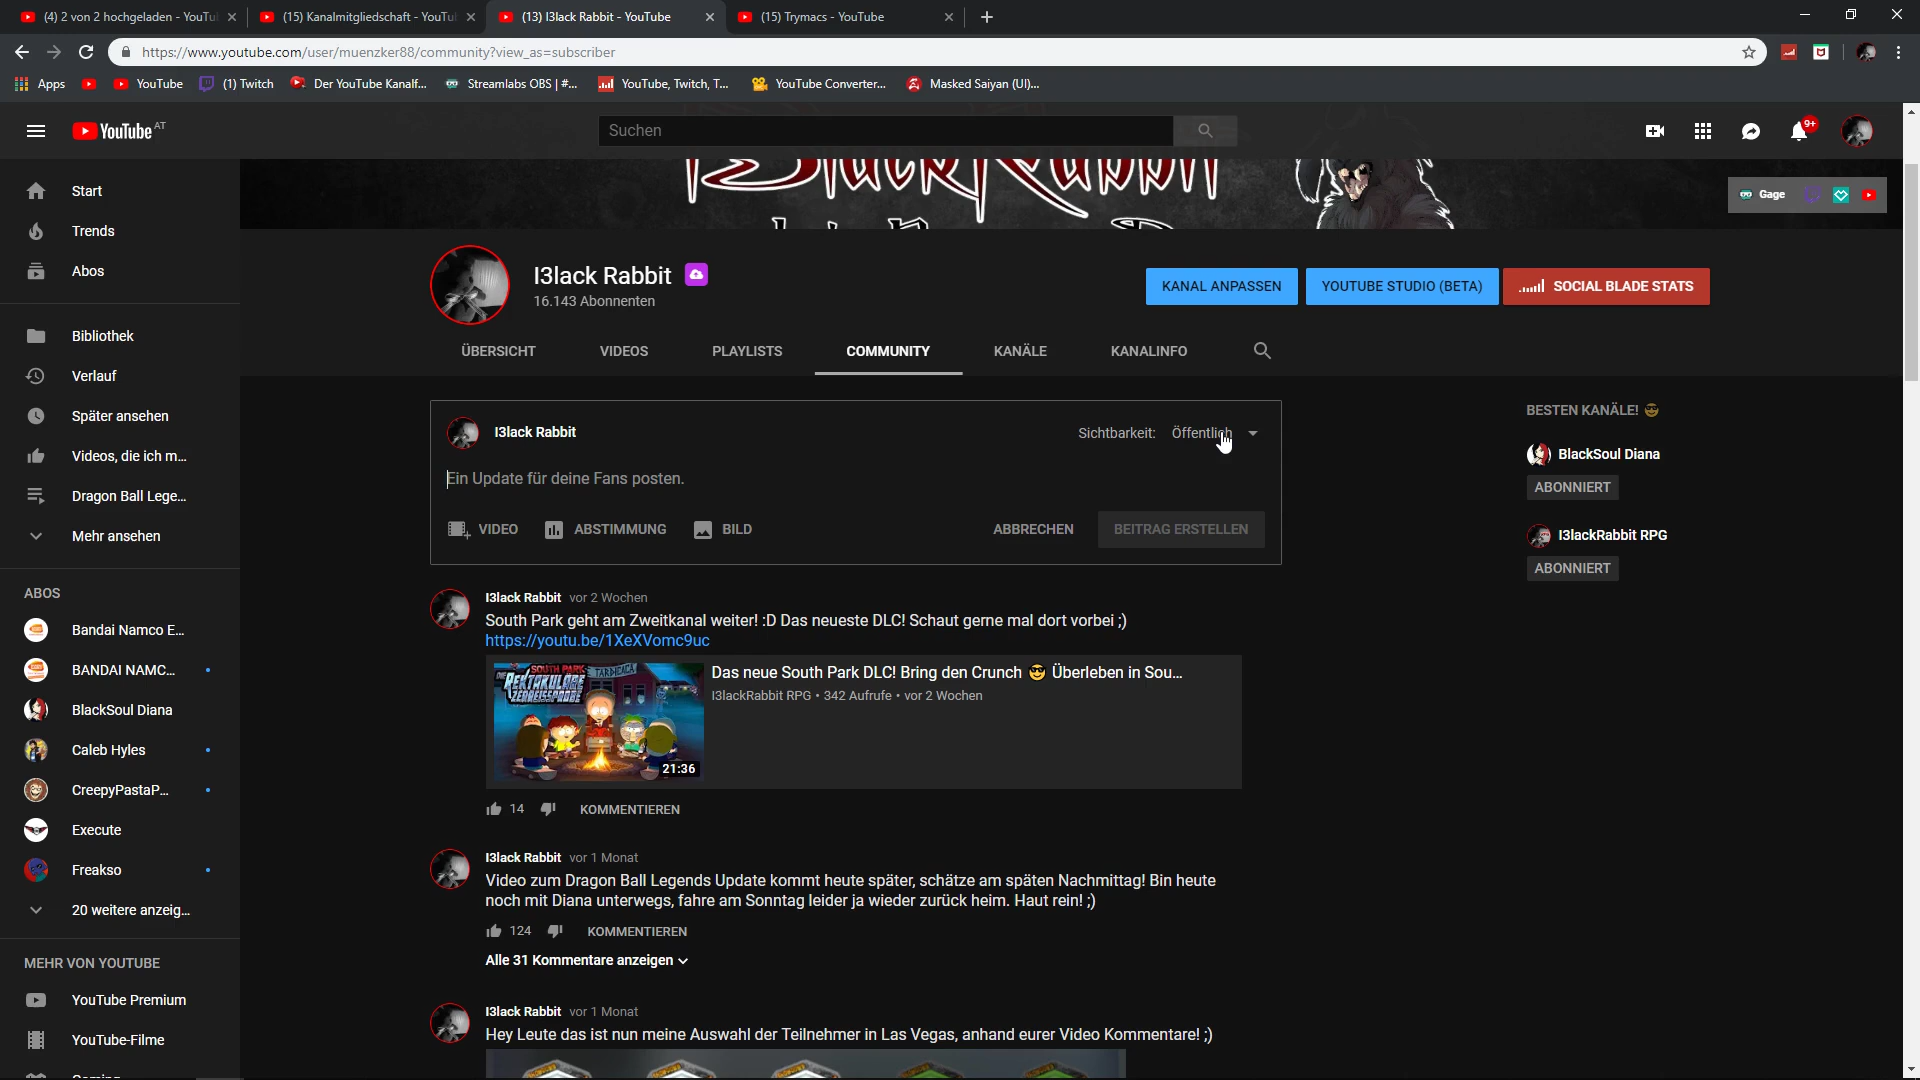 (4) 2 von 2 hochgeladen - YouTu
(15) Kanalmitgliedschaft - YouTu
(13) I3lack Rabbit - YouTube
(15) Trymacs - YouTube
https://www.youtube.com/user/muenzker88/community?view_as=subscriber
Apps
YouTube
(1) Twitch
Der YouTube Kanalf...
Streamlabs OBS | #...
YouTube, Twitch, T...
YouTube Converter...
Masked Saiyan (UI)...
YouTube AT
Suchen
9+
I3lackRabbit
Gage
Start
Trends
Abos
Bibliothek
Verlauf
Später ansehen
Videos, die ich m...
Dragon Ball Lege...
Mehr ansehen
ABOS
Bandai Namco E...
BANDAI NAMC...
BlackSoul Diana
Caleb Hyles
CreepyPastaP...
Execute
Freakso
20 weitere anzeig...
MEHR VON YOUTUBE
YouTube Premium
YouTube-Filme
Gaming
I3lack Rabbit
16.143 Abonnenten
KANAL ANPASSEN
YOUTUBE STUDIO (BETA)
SOCIAL BLADE STATS
ÜBERSICHT
VIDEOS
PLAYLISTS
COMMUNITY
KANÄLE
KANALINFO
I3lack Rabbit
Sichtbarkeit: Öffentlich
Ein Update für deine Fans posten.
VIDEO
ABSTIMMUNG
BILD
ABBRECHEN
BEITRAG ERSTELLEN
I3lack Rabbit vor 2 Wochen
South Park geht am Zweitkanal weiter! :D Das neueste DLC! Schaut gerne mal dort vorbei ;)
https://youtu.be/1XeXVomc9uc
SOUTH PARK
DIE
REKTAKULÄRE
ZERREISSPROBE
21:36
Das neue South Park DLC! Bring den Crunch 😎 Überleben in Sou...
I3lackRabbit RPG • 342 Aufrufe • vor 2 Wochen
14
KOMMENTIEREN
I3lack Rabbit vor 1 Monat
Video zum Dragon Ball Legends Update kommt heute später, schätze am späten Nachmittag! Bin heute
noch mit Diana unterwegs, fahre am Sonntag leider ja wieder zurück heim. Haut rein! ;)
124
KOMMENTIEREN
Alle 31 Kommentare anzeigen
I3lack Rabbit vor 1 Monat
Hey Leute das ist nun meine Auswahl der Teilnehmer in Las Vegas, anhand eurer Video Kommentare! ;)
BESTEN KANÄLE! 😎
BlackSoul Diana
ABONNIERT
I3lackRabbit RPG
ABONNIERT